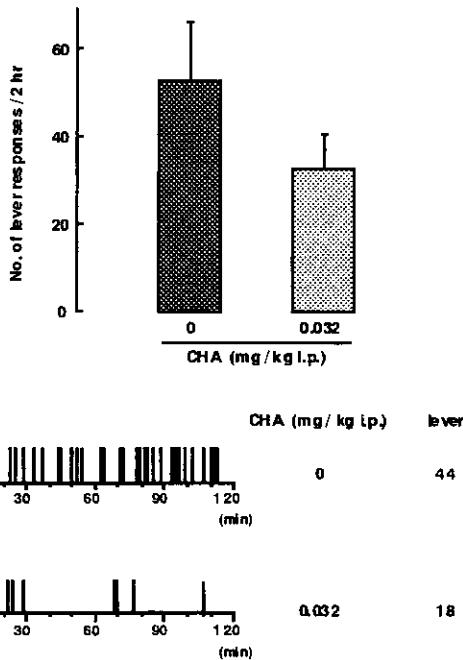 No. of lever responses / 2 hr
60
40
20
0
0 0.032
CHA (mg / kg i.p.)
CHA (mg / kg i.p.) lever
0 44
30 60 90 120
(min)
0.032 18
30 60 90 120
(min)